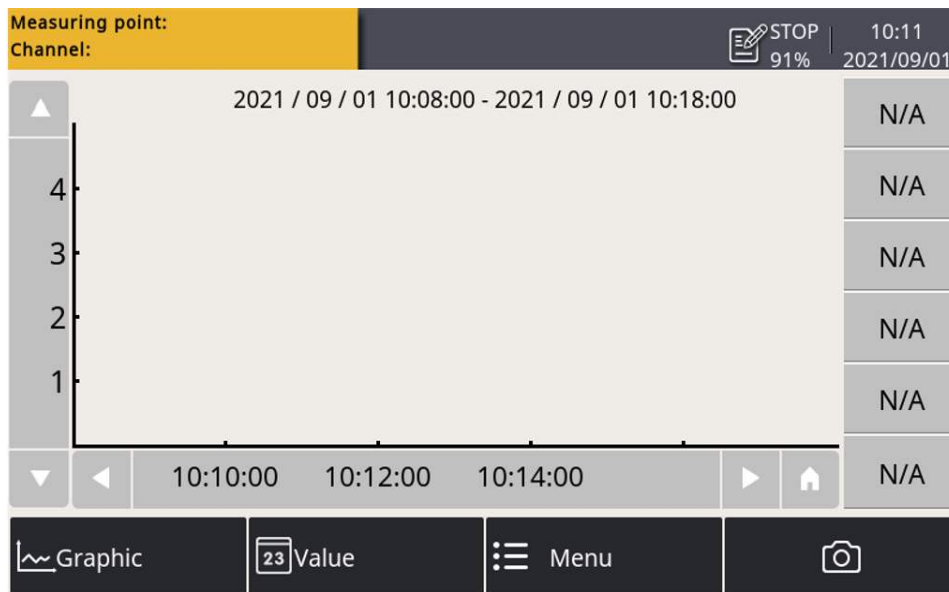 Measuring point:
Channel:
STOP
91%
10:11
2021/09/01
2021 / 09 / 01 10:08:00 - 2021 / 09 / 01 10:18:00
N/A
N/A
N/A
N/A
N/A
N/A
4
3
2
1
10:10:00 10:12:00 10:14:00
Graphic
23 Value
Menu